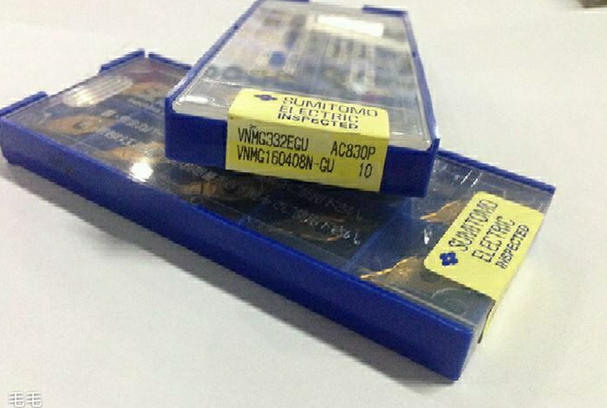 SUMITOMO
ELECTRIC
INSPECTED
VNMG332EGU AC830P
VNMG160408N-GU 10
SUMITOMO
ELECTRIC
INSPECTED
毛毛